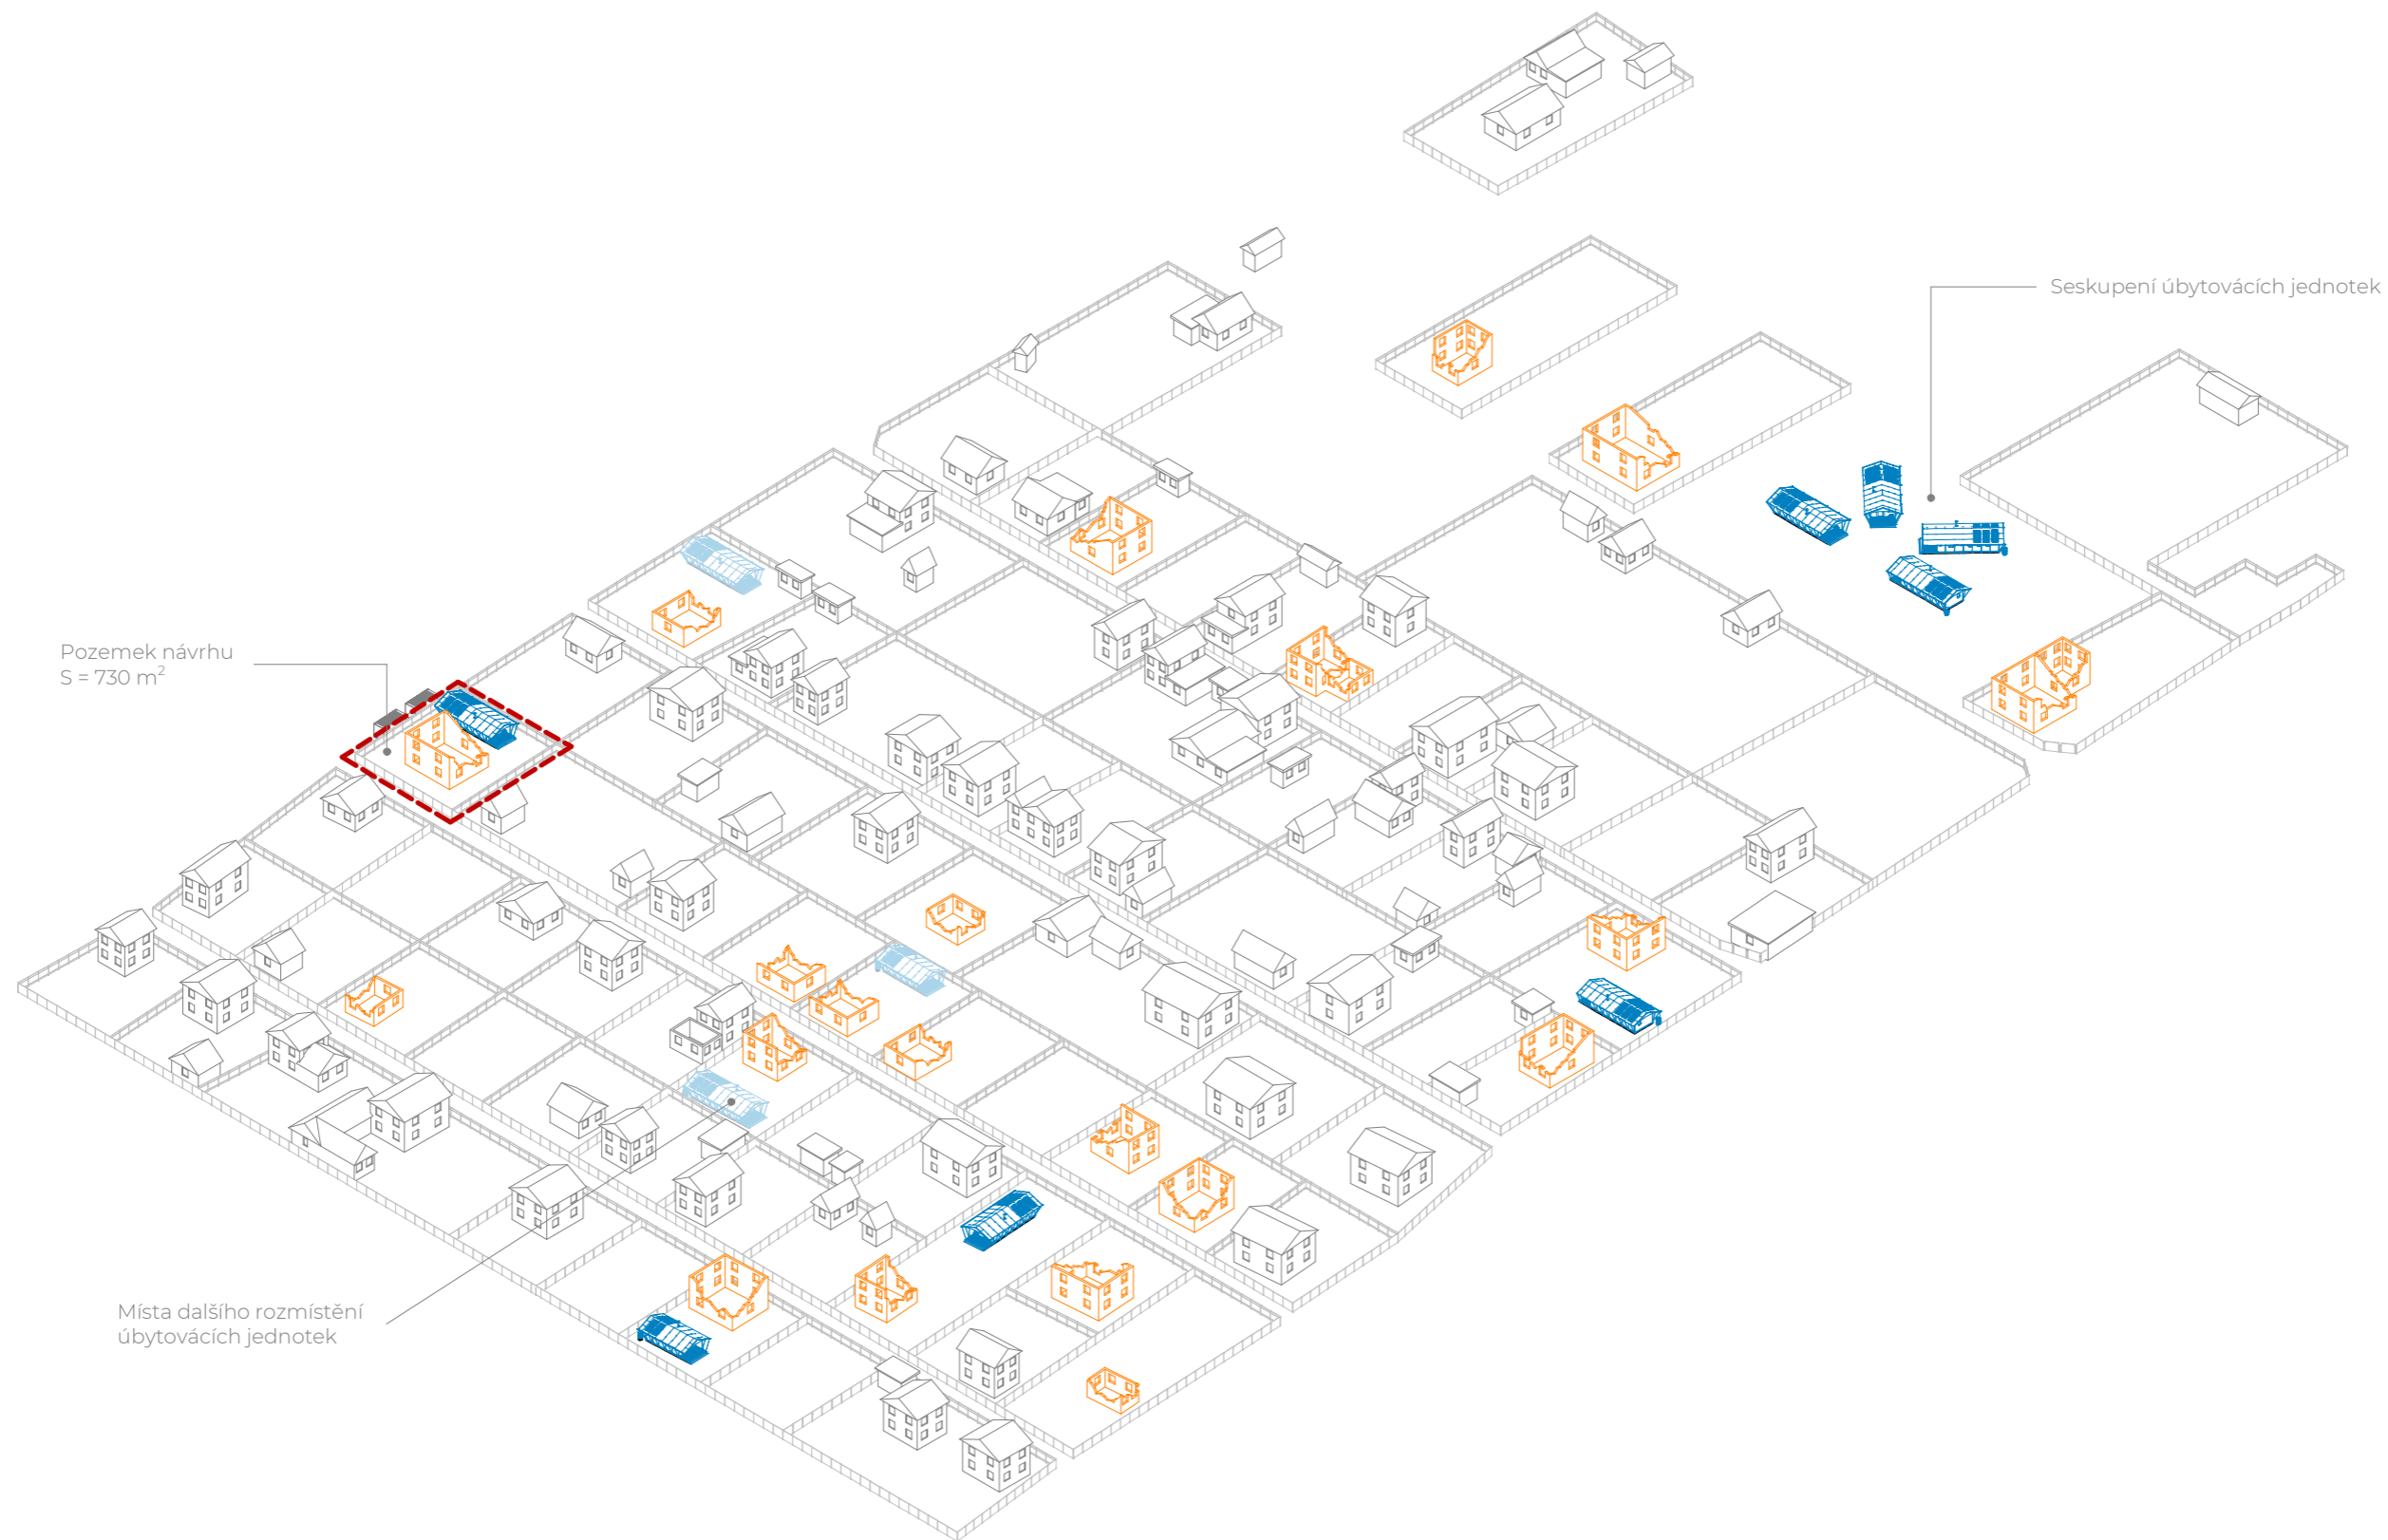 Seskupení úbytovácích jednotek
Pozemek návrhu
S = 730 m²
Místa dalšího rozmístění
úbytovácích jednotek